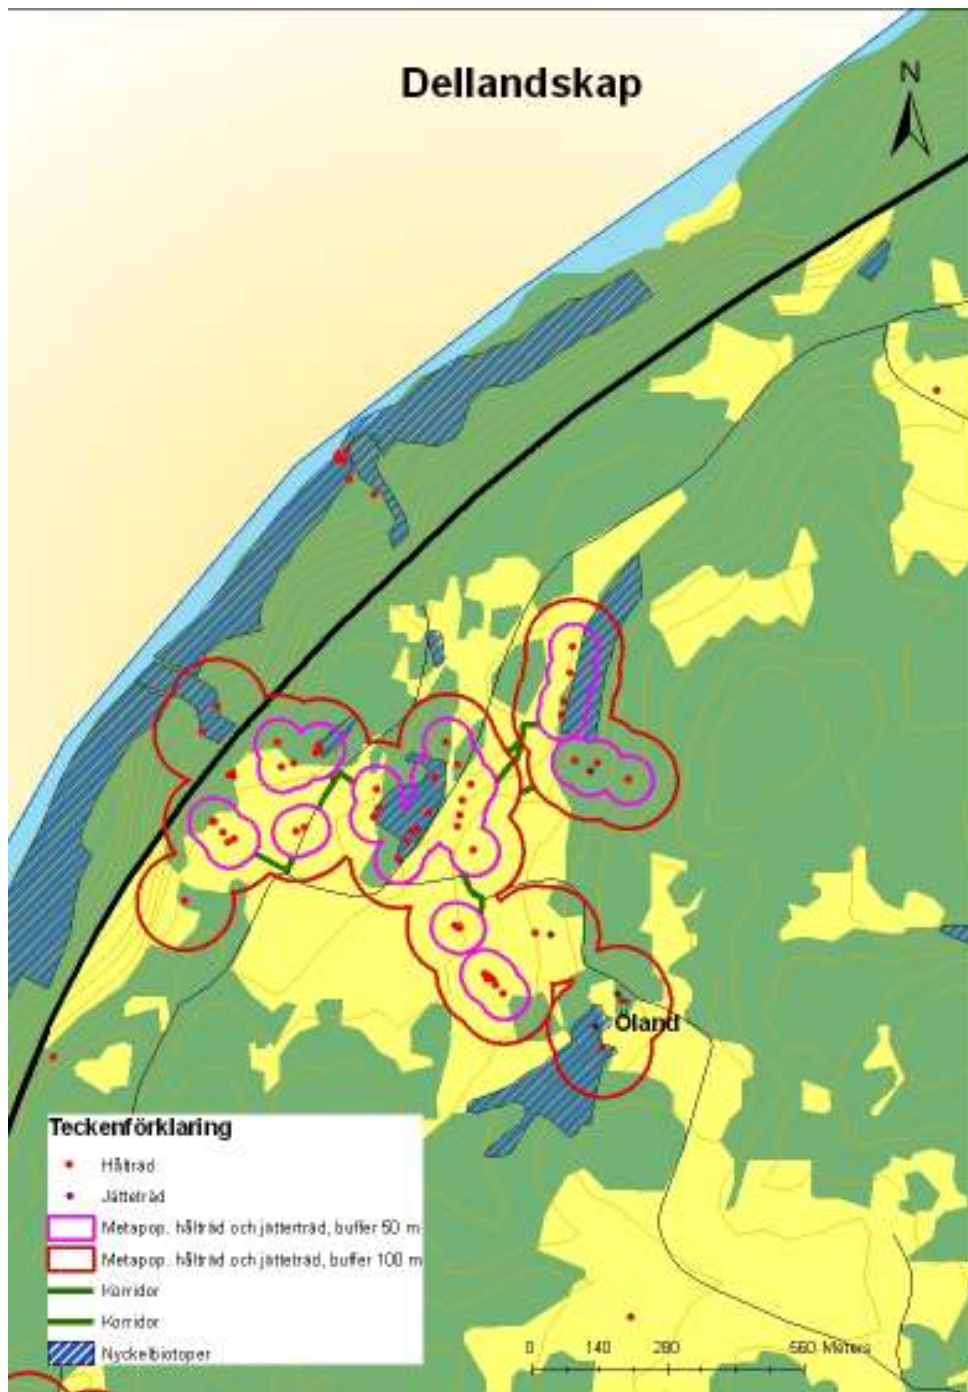 Dellandskap
N
Öland
Teckenförklaring
Hålträd
Jätteträd
Metapop. hålträd och jätterträd, buffer 50 m
Metapop. hålträd och jätteträd, buffer 100 m
Korridor
Korridor
Nyckelbiotoper
0 140 280 560 Meters